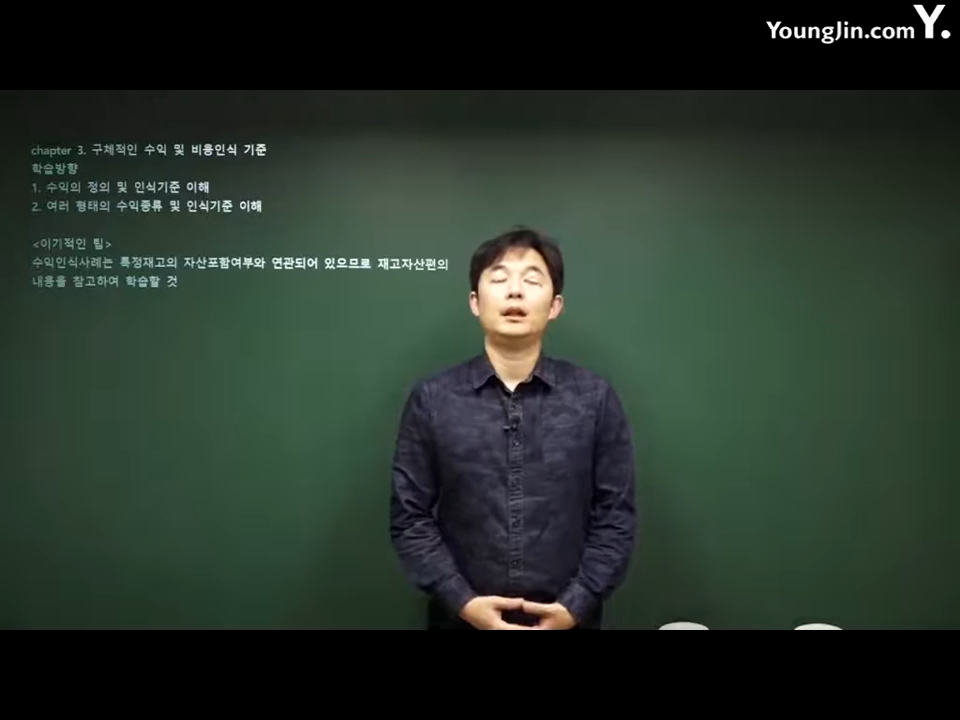 YoungJin.com Y.
chapter 3. 구체적인 수익 및 비용인식 기준
학습방향
1. 수익의 정의 및 인식기준 이해
2. 여러 형태의 수익종류 및 인식기준 이해
<이기적인 팁>
수익인식사례는 특정재고의 자산포함여부와 연관되어 있으므로 재고자산편의
내용을 참고하여 학습할 것